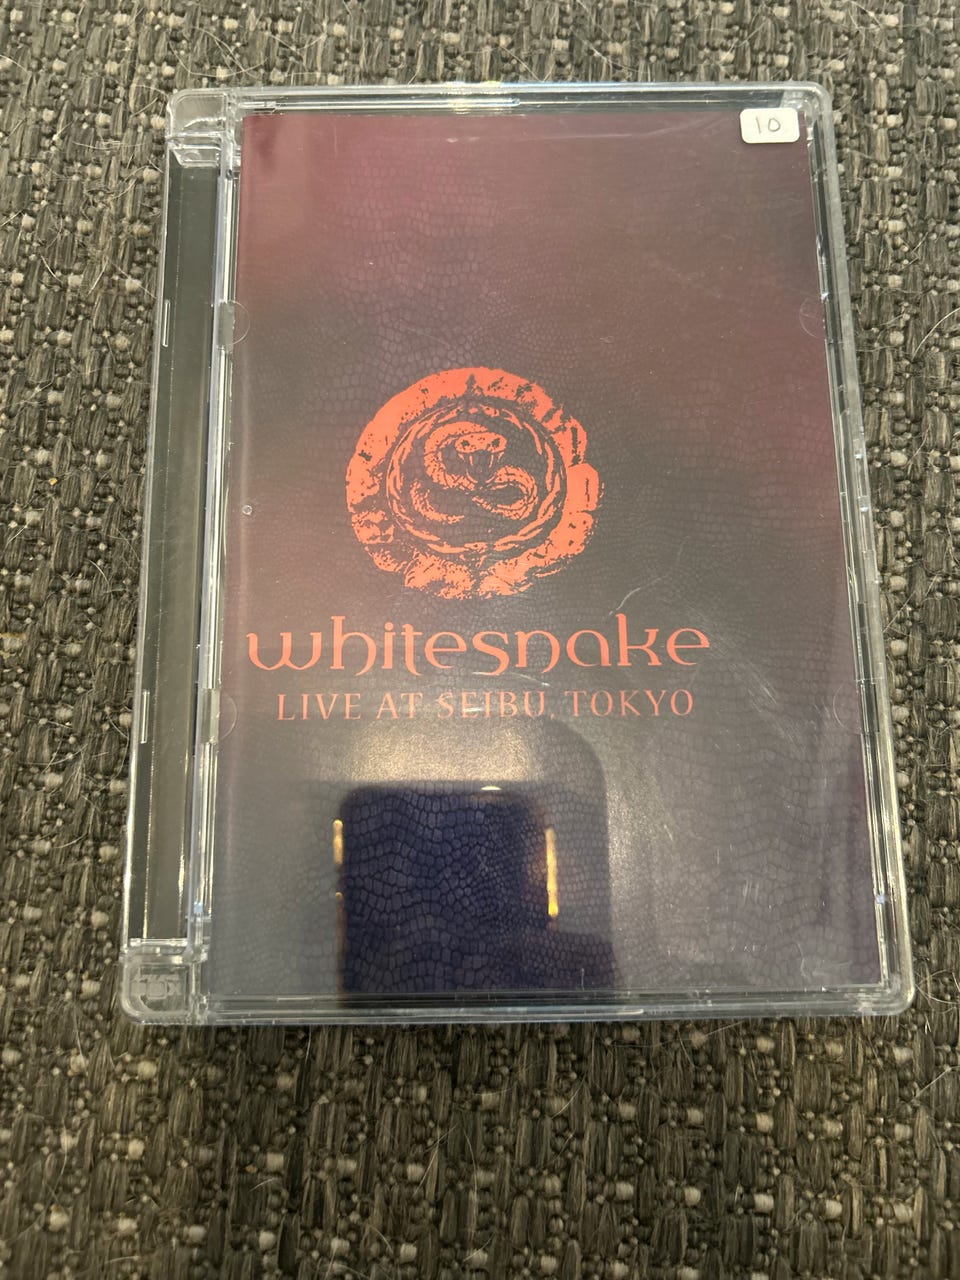 10
whitesnake
LIVE AT SEIBU, TOKYO